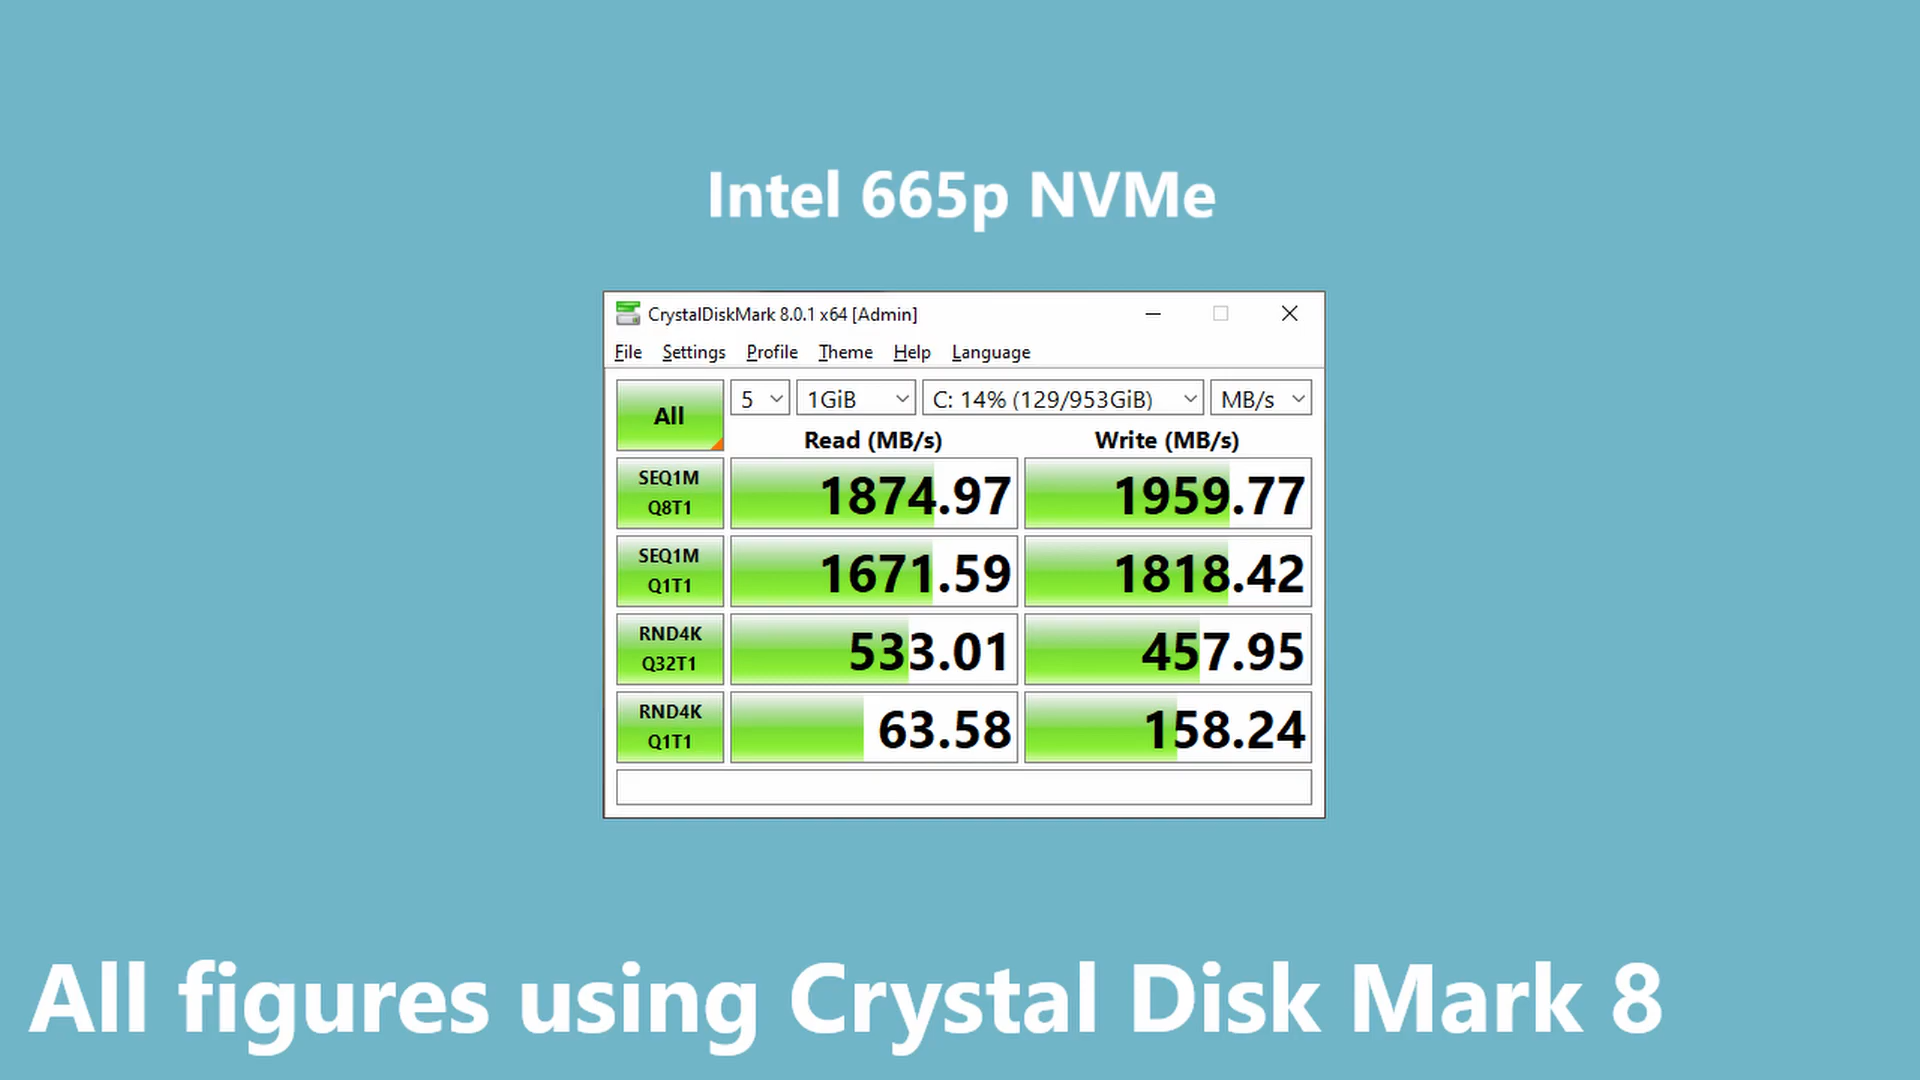 Intel 665p NVMe
CrystalDiskMark 8.0.1 x64 [Admin]
File Settings Profile Theme Help Language
All 5 1GiB C: 14% (129/953GiB) MB/s
Read (MB/s) Write (MB/s)
SEQ1M
Q8T1 1874.97 1959.77
SEQ1M
Q1T1 1671.59 1818.42
RND4K
Q32T1 533.01 457.95
RND4K
Q1T1 63.58 158.24
All figures using Crystal Disk Mark 8